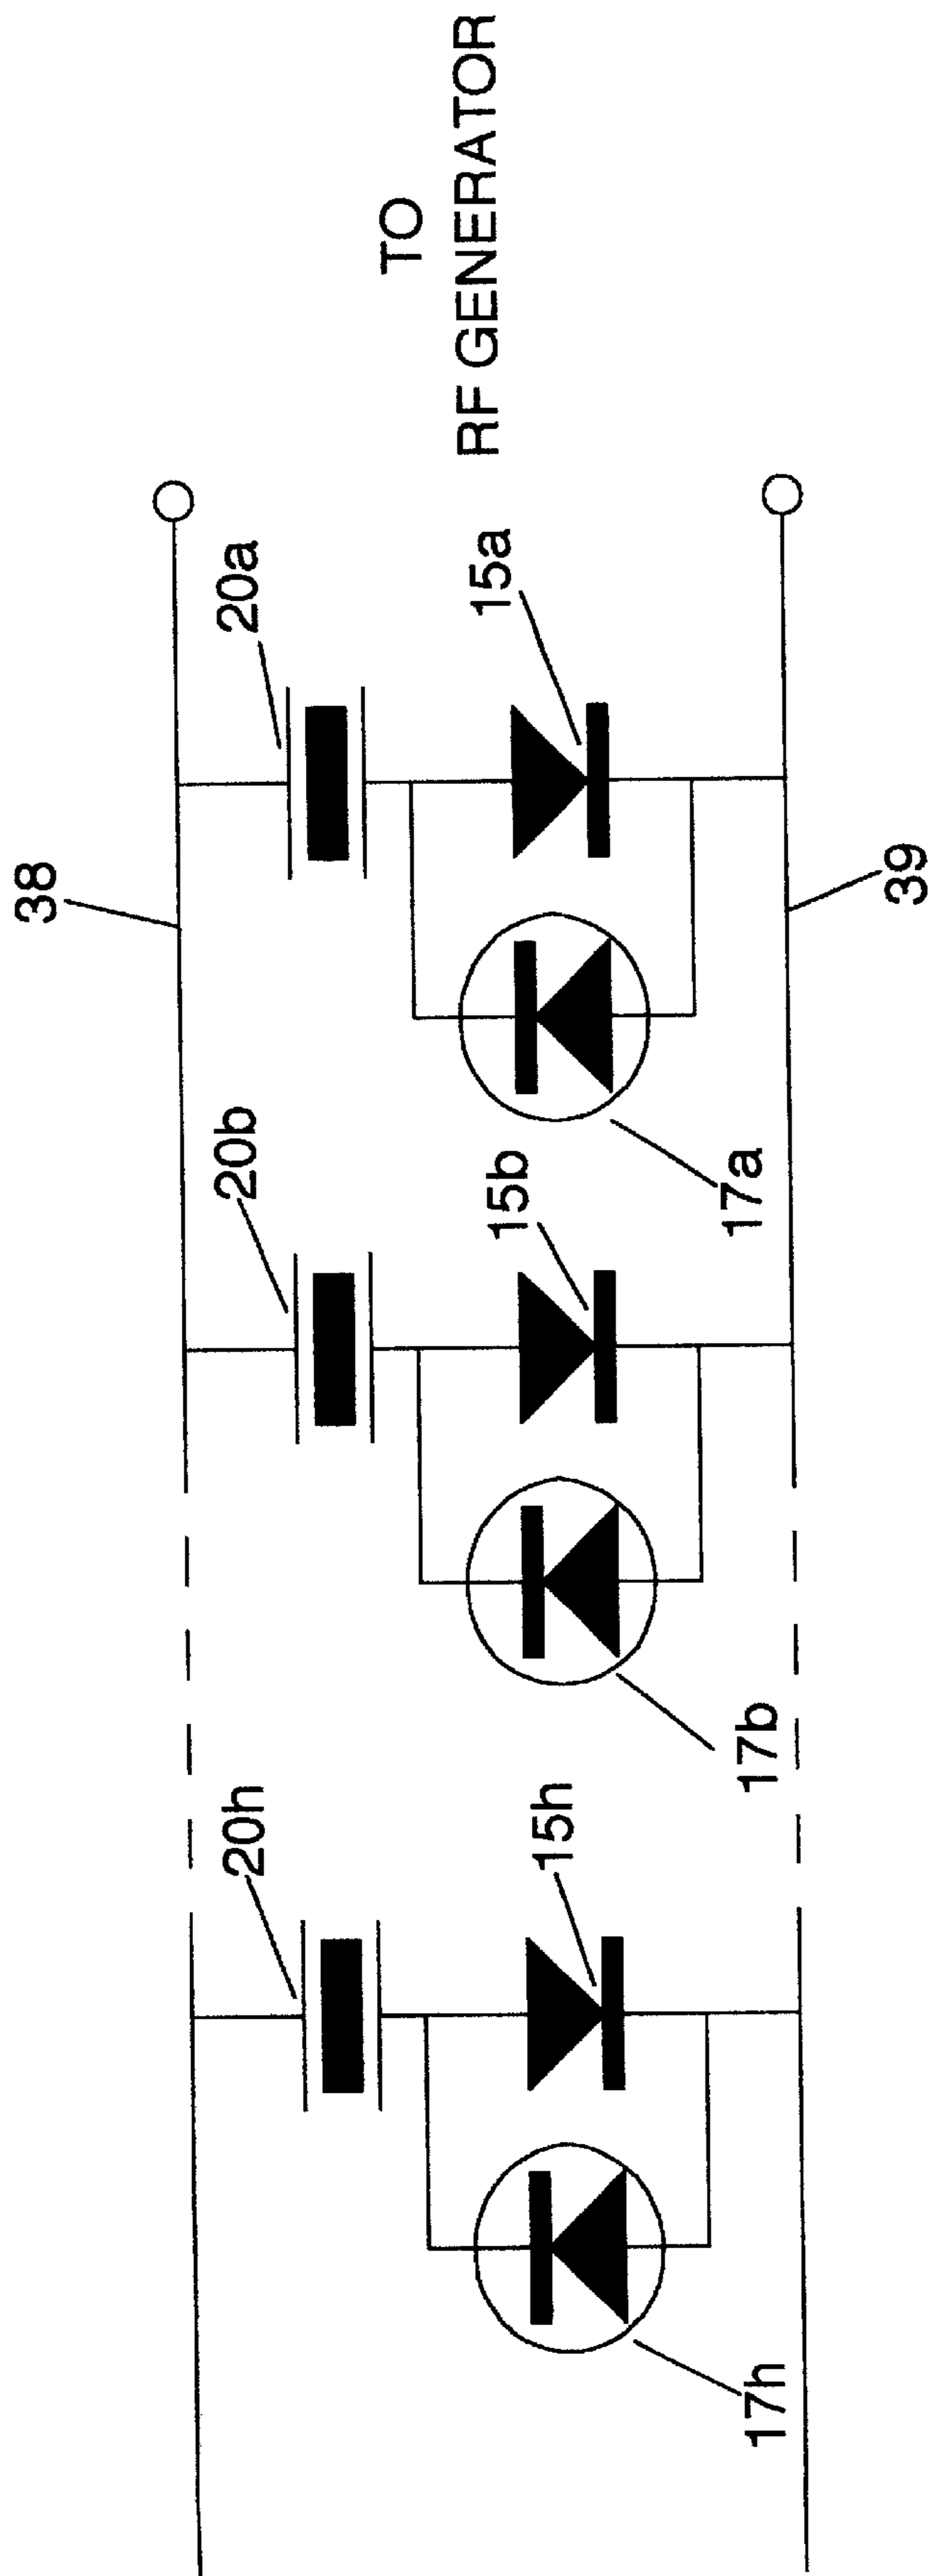 TO
RF GENERATOR
38
20a
15a
39
17a
20b
15b
17b
20h
15h
17h